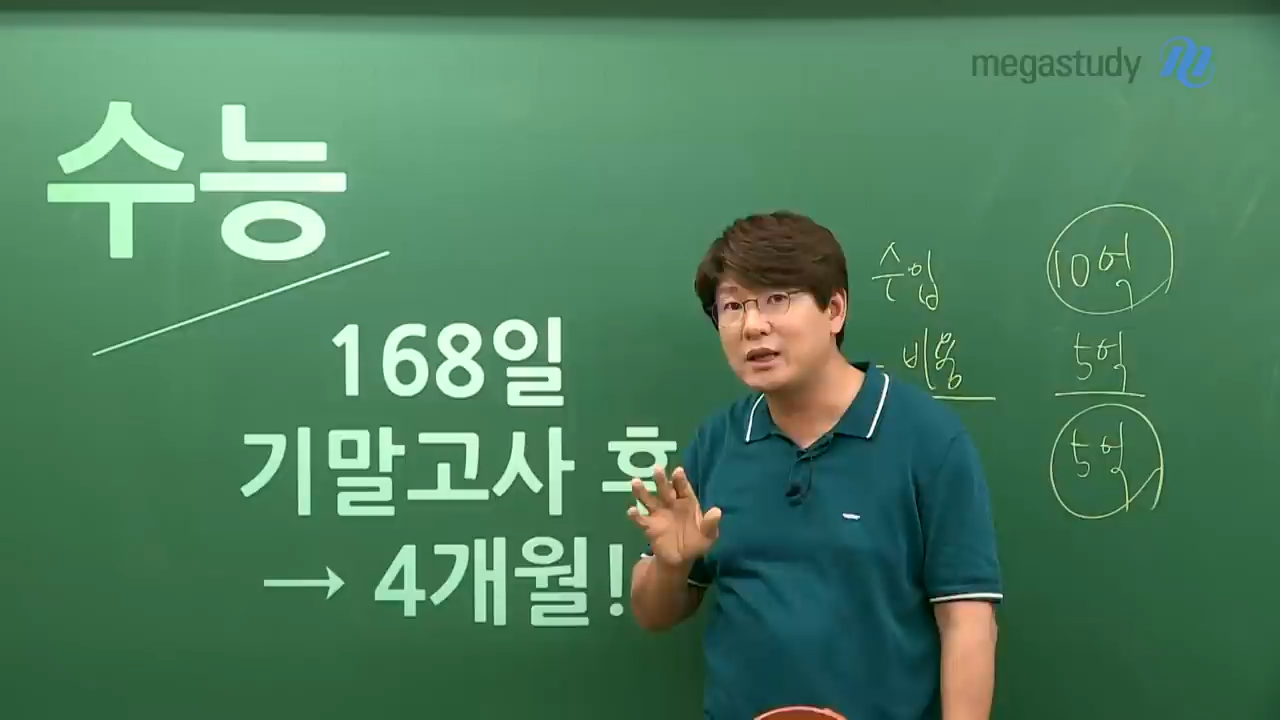 megastudy
수능
168일
기말고사 후
→ 4개월!
수입 10억
- 비용 5억
5억